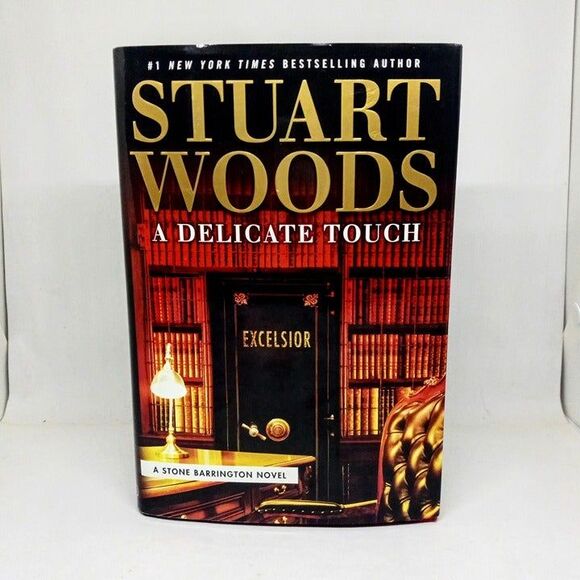 #1 NEW YORK TIMES BESTSELLING AUTHOR
STUART
WOODS
A DELICATE TOUCH
EXCELSIOR
A STONE BARRINGTON NOVEL